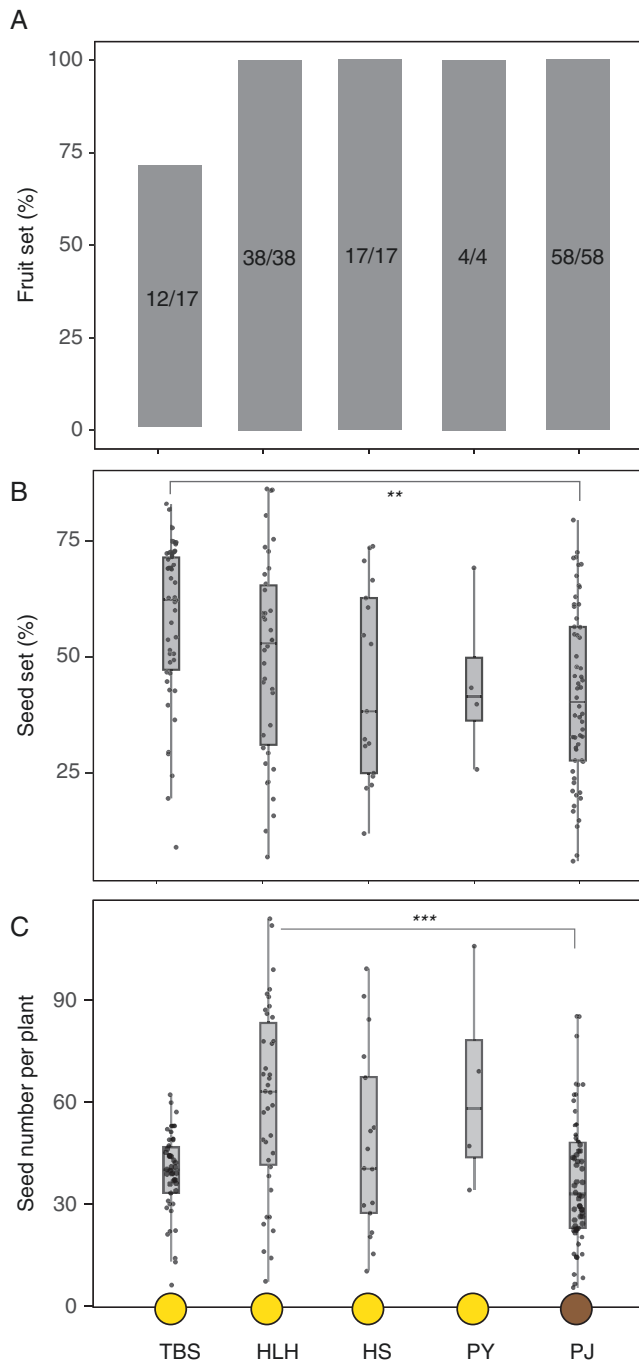 A
Fruit set (%)
100
75
50
25
0
12/17
38/38
17/17
4/4
58/58
B
Seed set (%)
75
50
25
**
C
Seed number per plant
90
60
30
0
***
TBS
HLH
HS
PY
PJ